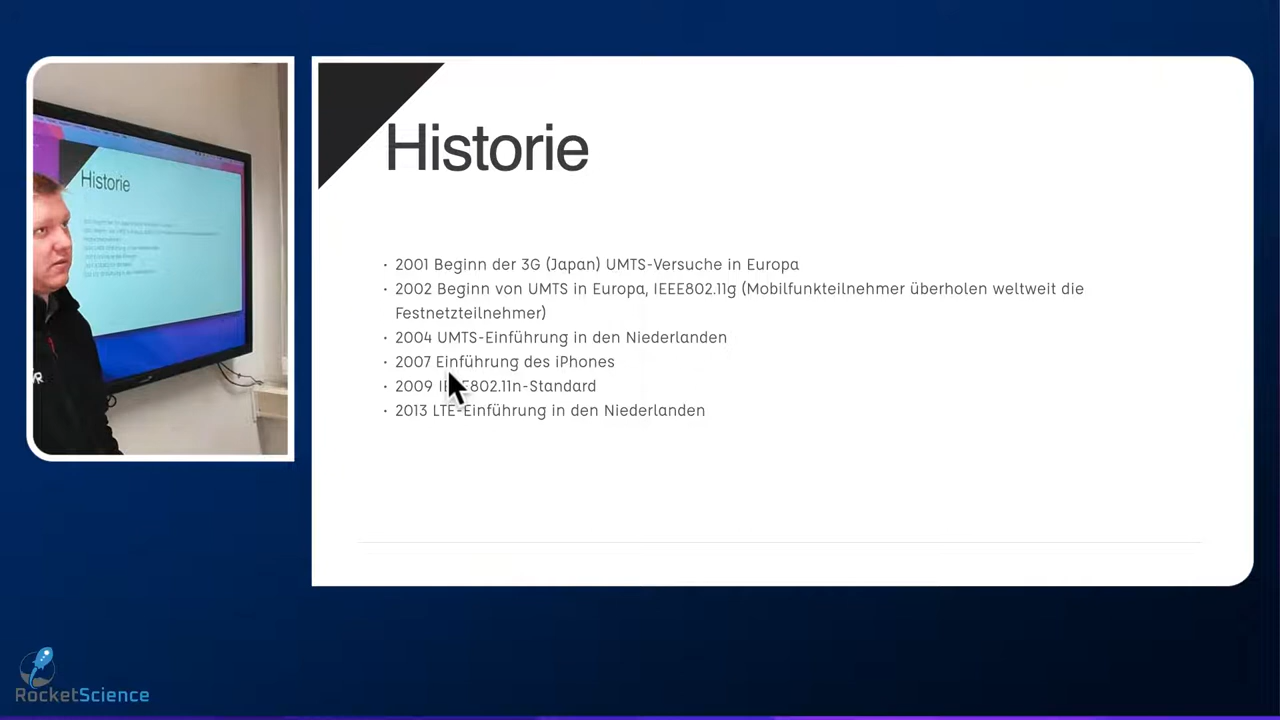 Historie
Historie
• 2001 Beginn der 3G (Japan) UMTS-Versuche in Europa
• 2002 Beginn von UMTS in Europa, IEEE802.11g (Mobilfunkteilnehmer überholen weltweit die
Festnetzteilnehmer)
• 2004 UMTS-Einführung in den Niederlanden
• 2007 Einführung des iPhones
• 2009 IEEE802.11n-Standard
• 2013 LTE-Einführung in den Niederlanden
RocketScience